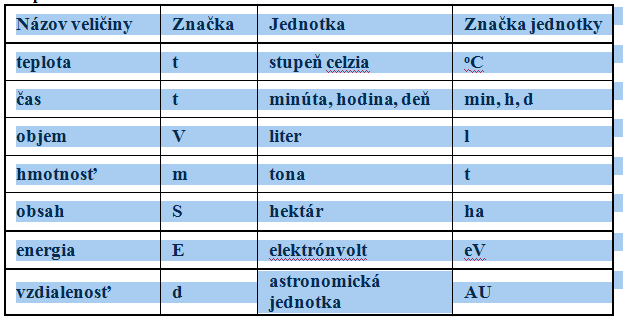 Názov veličiny Značka Jednotka Značka jednotky
teplota t stupeň celzia °C
čas t minúta, hodina, deň min, h, d
objem V liter l
hmotnosť m tona t
obsah S hektár ha
energia E elektrónvolt eV
vzdialenosť d astronomická jednotka AU